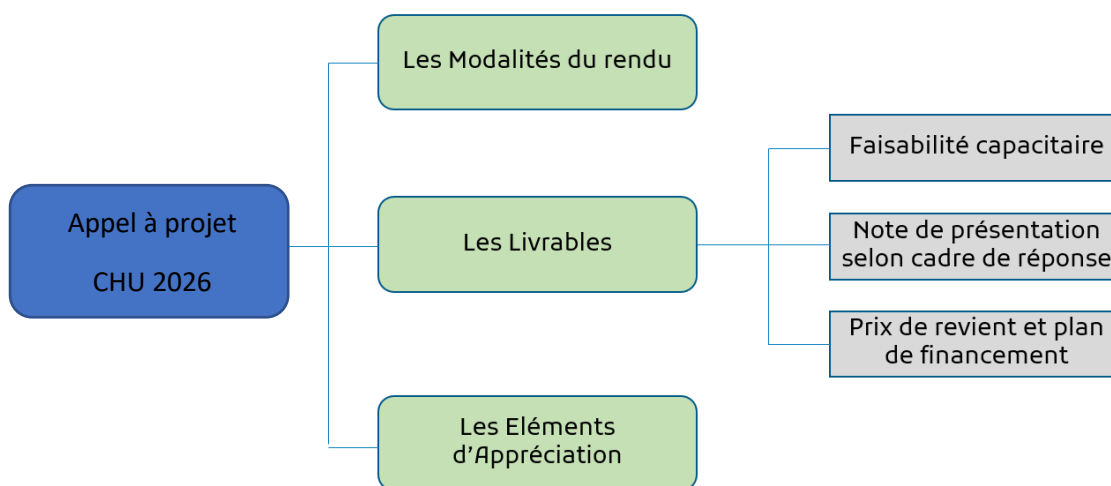 Appel à projet
CHU 2026
Les Modalités du rendu
Les Livrables
Faisabilité capacitaire
Note de présentation
selon cadre de réponse
Prix de revient et plan
de financement
Les Eléments
d'Appréciation